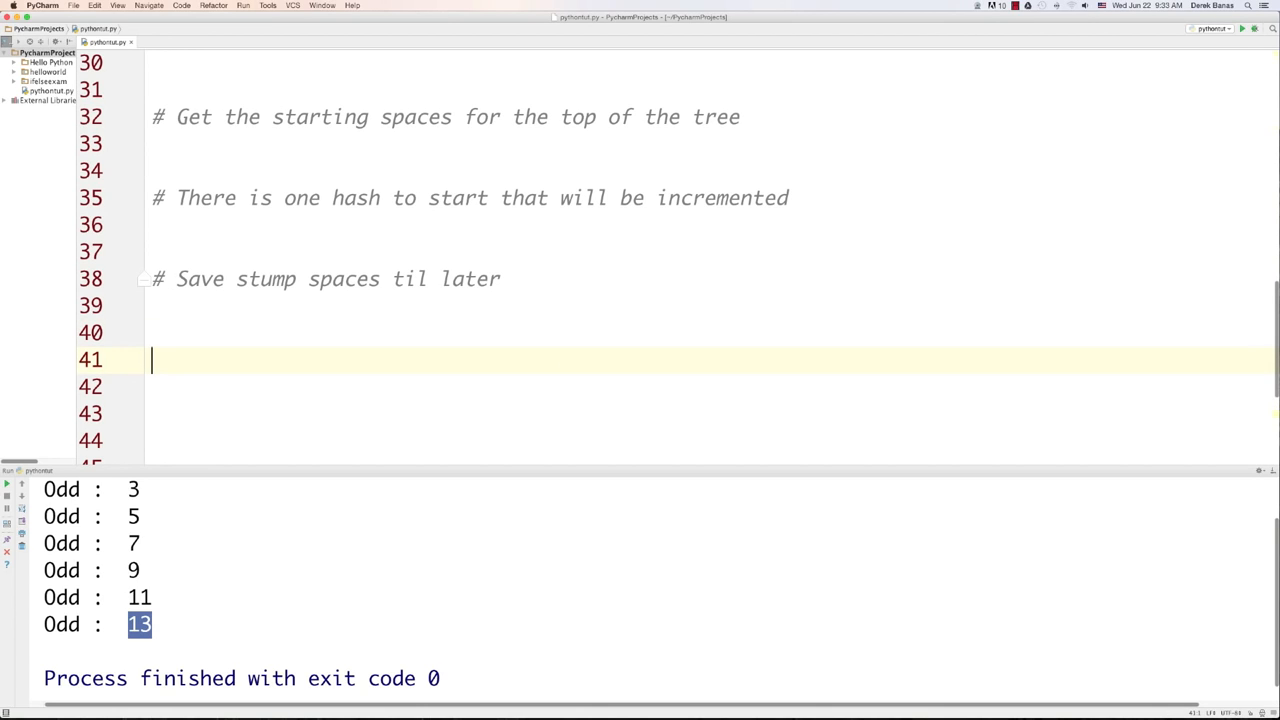 PyCharm File Edit View Navigate Code Refactor Run Tools VCS Window Help 10 Wed Jun 22 9:33 AM Derek Banas
pythontut.py - PycharmProjects - [~/PycharmProjects]
PycharmProjects pythontut.py pythontut
pythontut.py
PycharmProject
Hello Python
helloworld
ifelseexam
pythontut.py
External Librarie
30
31
32 # Get the starting spaces for the top of the tree
33
34
35 # There is one hash to start that will be incremented
36
37
38 # Save stump spaces til later
39
40
41
42
43
44
45
Run pythontut
Odd : 3
Odd : 5
Odd : 7
Odd : 9
Odd : 11
Odd : 13
Process finished with exit code 0
41:1 LF UTF-8